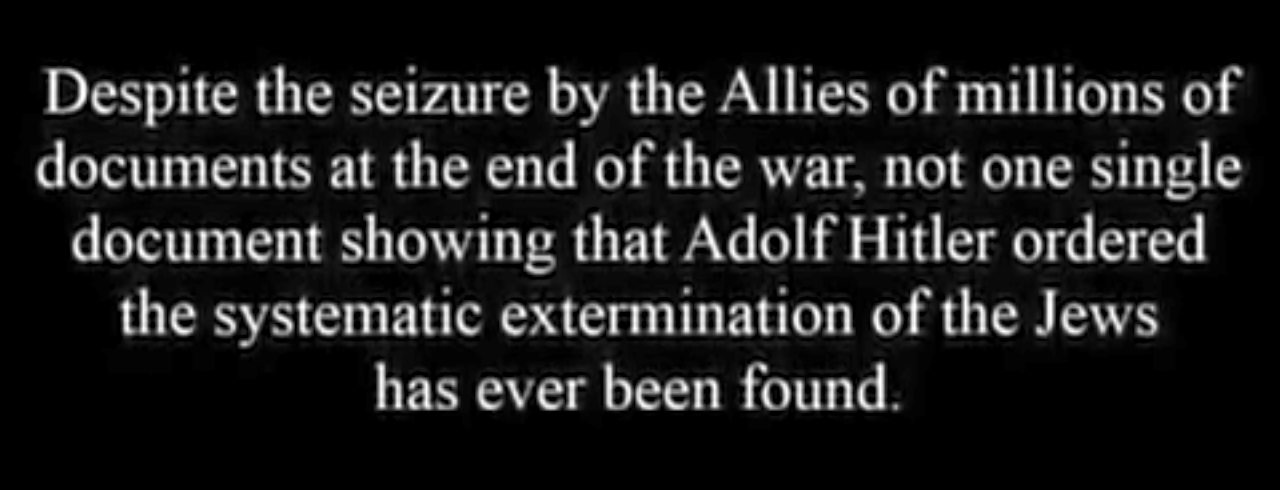 Despite the seizure by the Allies of millions of
documents at the end of the war, not one single
document showing that Adolf Hitler ordered
the systematic extermination of the Jews
has ever been found.